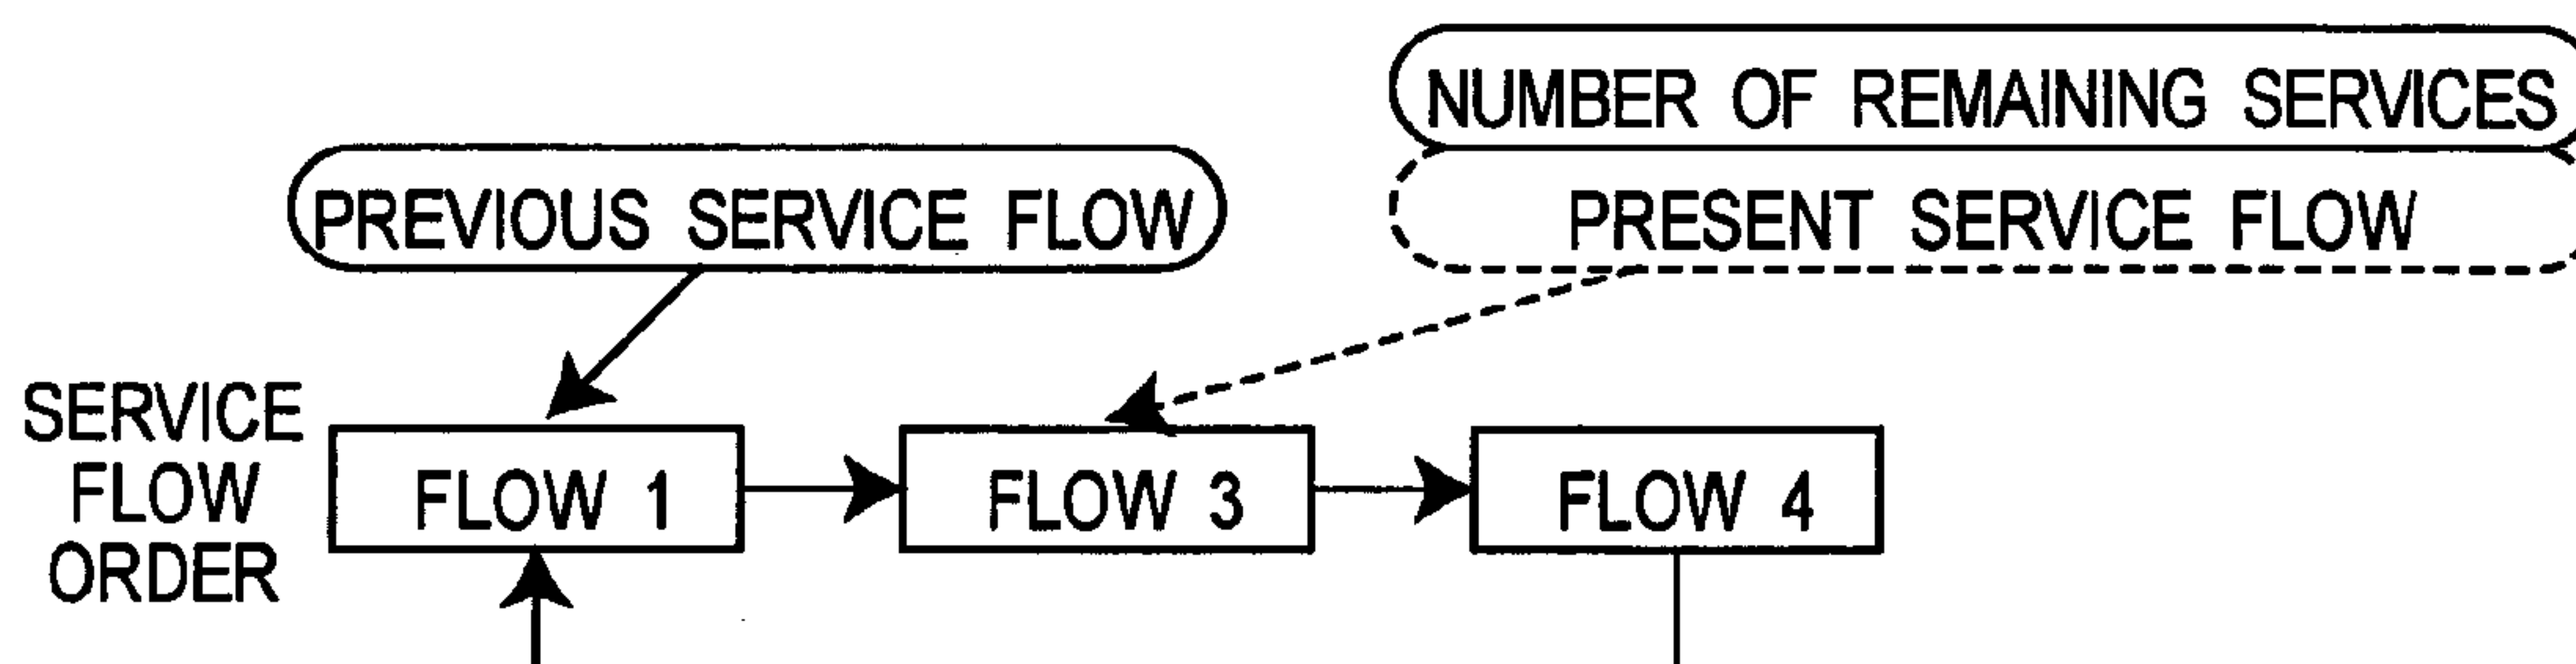 NUMBER OF REMAINING SERVICES
PREVIOUS SERVICE FLOW
PRESENT SERVICE FLOW
SERVICE
FLOW
ORDER
FLOW 1
FLOW 3
FLOW 4